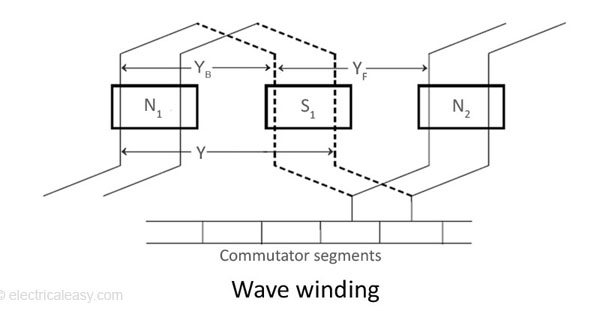 Y_B Y_F
N_1 S_1 N_2
Y
Commutator segments
Wave winding
© electricaleasy.com